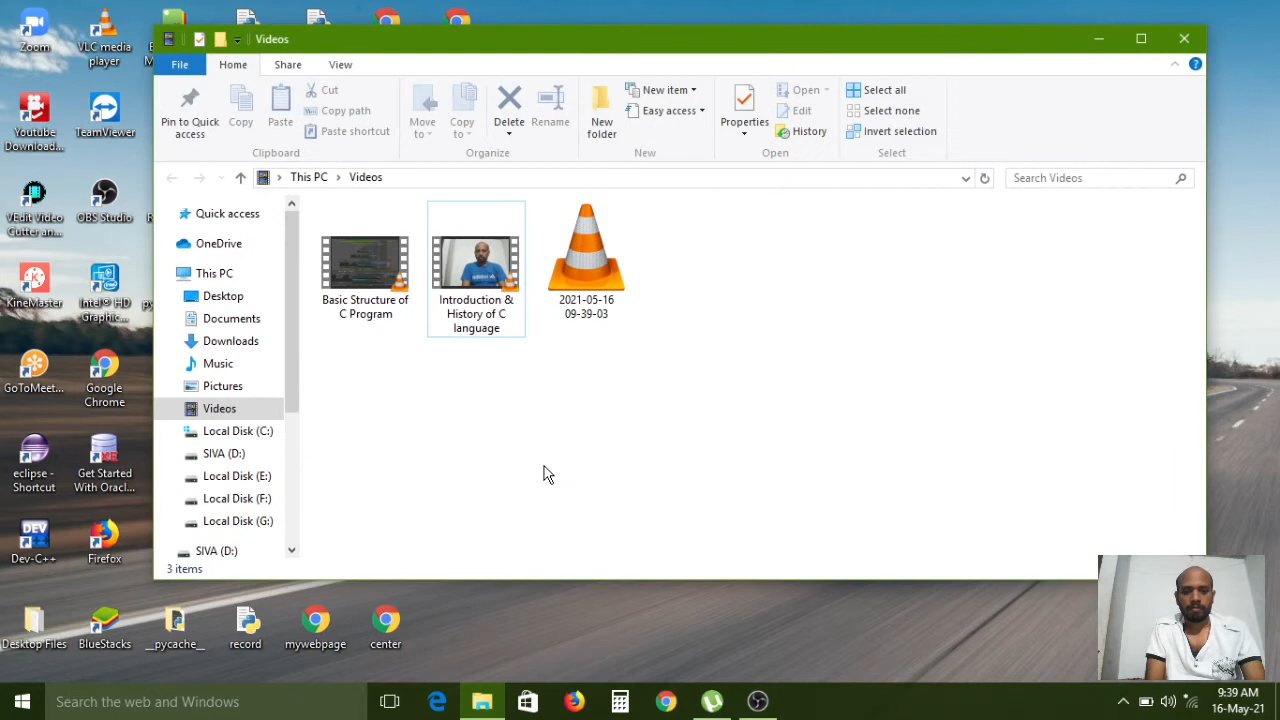 Zoom
VLC media
player
Videos
File
Home
Share
View
Pin to Quick
access
Copy
Paste
Cut
Copy path
Paste shortcut
Clipboard
Move
to
Copy
to
Delete
Rename
Organize
New
folder
New item
Easy access
New
Properties
Open
Edit
History
Open
Select all
Select none
Invert selection
Select
This PC
Videos
Search Videos
Youtube
Download...
TeamViewer
VEdit Video
Cutter an...
OBS Studio
KineMaster
Intel® HD
Graphic...
GoToMeet...
Google
Chrome
eclipse -
Shortcut
Get Started
With Oracl...
Dev-C++
Firefox
Quick access
OneDrive
This PC
Desktop
Documents
Downloads
Music
Pictures
Videos
Local Disk (C:)
SIVA (D:)
Local Disk (E:)
Local Disk (F:)
Local Disk (G:)
SIVA (D:)
Basic Structure of
C Program
Introduction &
History of C
language
2021-05-16
09-39-03
3 items
Desktop Files
BlueStacks
__pycache__
record
mywebpage
center
Search the web and Windows
9:39 AM
16-May-21